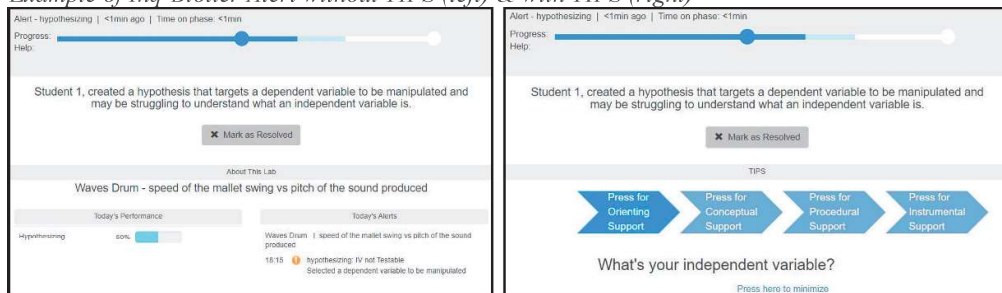 Example of Inq-Blotter Alert without TIPS (left) & with TIPS (right)
Alert - hypothesizing | <1min ago | Time on phase: <1min
Progress:
Help:
Student 1, created a hypothesis that targets a dependent variable to be manipulated and
may be struggling to understand what an independent variable is.
✖ Mark as Resolved
About This Lab
Waves Drum - speed of the mallet swing vs pitch of the sound produced
Today's Performance
Hypothesizing 50%
Today's Alerts
Waves Drum | speed of the mallet swing vs pitch of the sound
produced
hypothesizing: IV not Testable
Selected a dependent variable to be manipulated
Alert - hypothesizing | <1min ago | Time on phase: <1min
Progress:
Help:
Student 1, created a hypothesis that targets a dependent variable to be manipulated and
may be struggling to understand what an independent variable is.
✖ Mark as Resolved
TIPS
Press for
Orienting
Support
Press for
Conceptual
Support
Press for
Procedural
Support
Press for
Instrumental
Support
What's your independent variable?
Press here to minimize